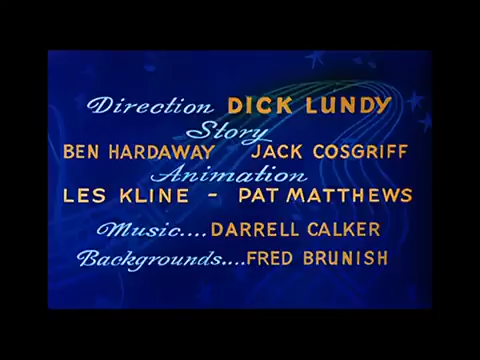 Direction DICK LUNDY
Story
BEN HARDAWAY JACK COSGRIFF
Animation
LES KLINE - PAT MATTHEWS
Music.... DARRELL CALKER
Backgrounds.... FRED BRUNISH